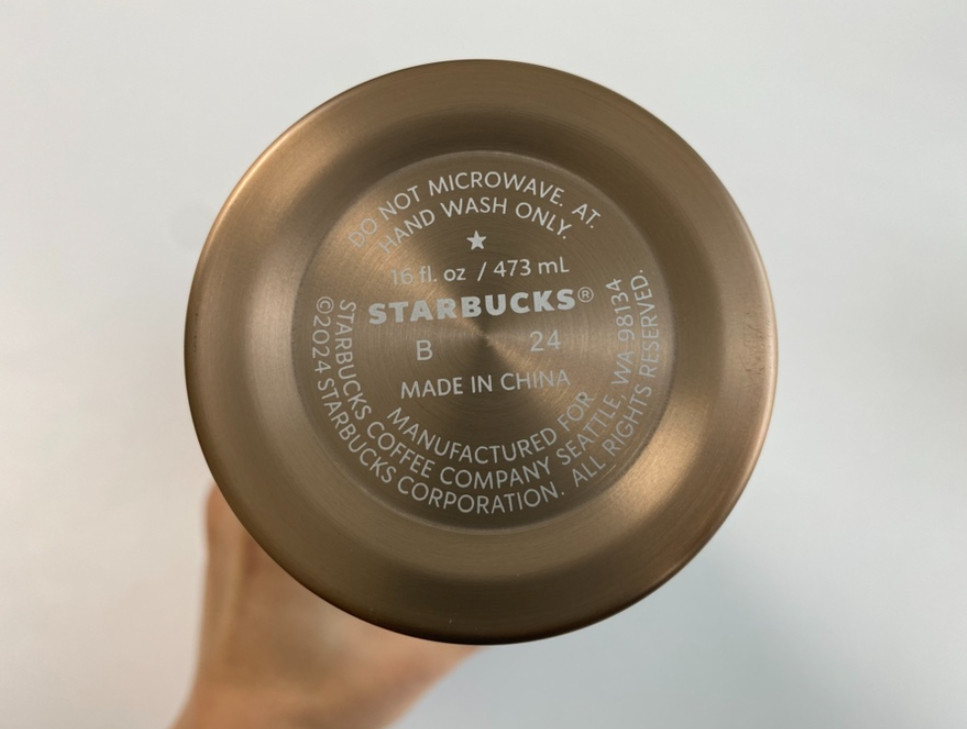 DO NOT MICROWAVE. AT.
HAND WASH ONLY.
16 fl. oz / 473 mL
STARBUCKS®
B 24
MADE IN CHINA
MANUFACTURED FOR
STARBUCKS COFFEE COMPANY SEATTLE, WA 98134
©2024 STARBUCKS CORPORATION. ALL RIGHTS RESERVED.